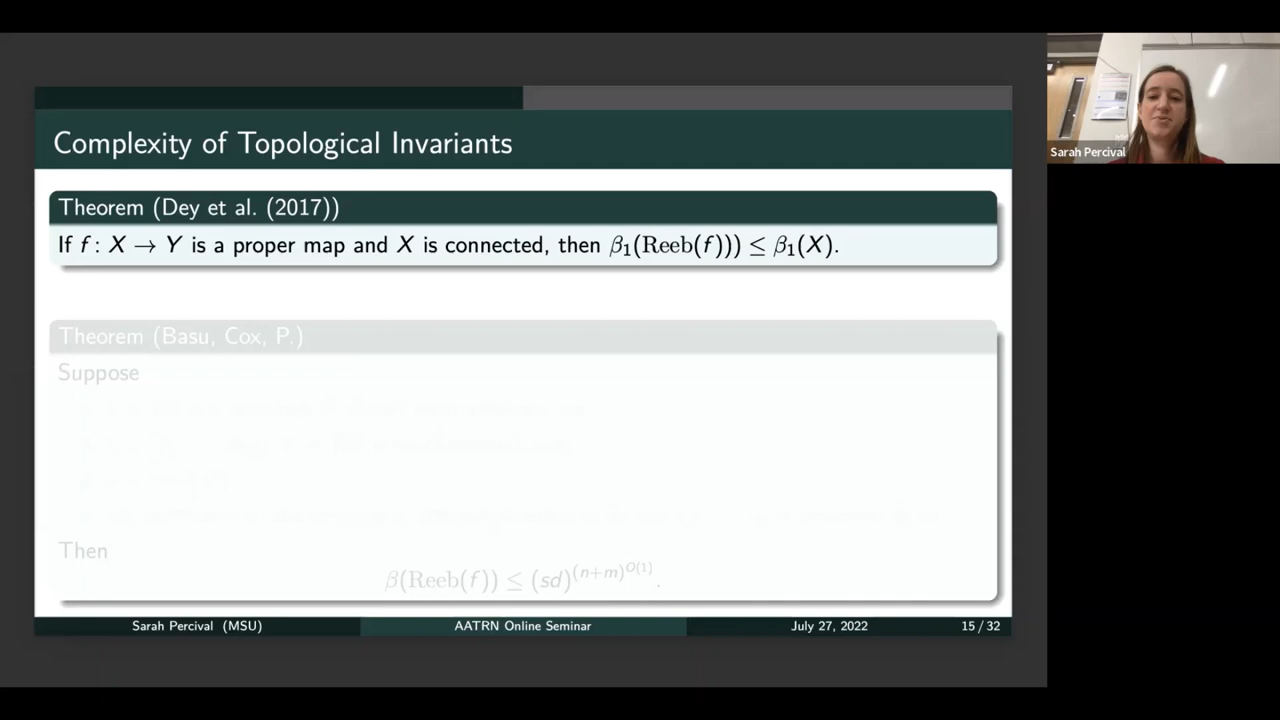 Complexity of Topological Invariants
Theorem (Dey et al. (2017))
If f: X → Y is a proper map and X is connected, then β₁(Reeb(f))) ≤ β₁(X).
Theorem (Basu, Cox, P.)
Suppose
Then
β(Reeb(f)) ≤ (sd)^(n+m)^O(1).
Sarah Percival (MSU) AATRN Online Seminar July 27, 2022 15 / 32
Sarah Percival